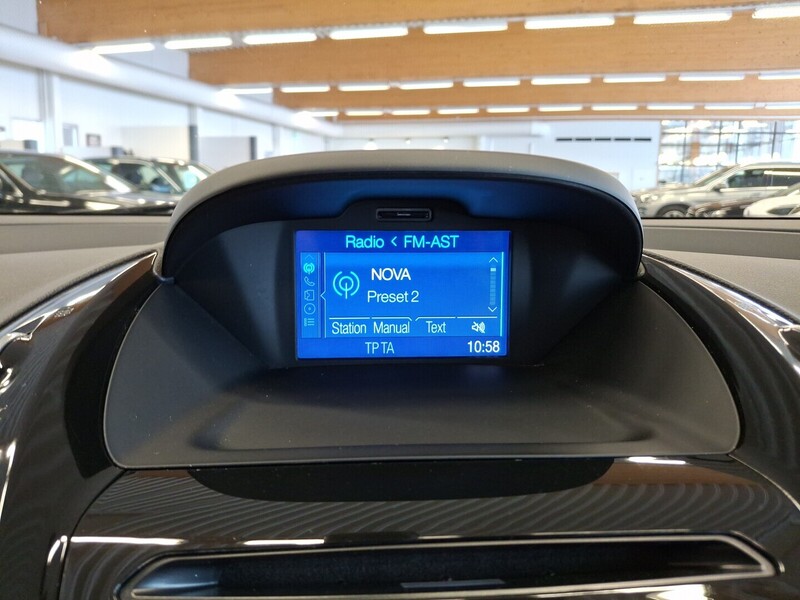 Radio < FM-AST
NOVA
Preset 2
Station Manual Text
TP TA 10:58